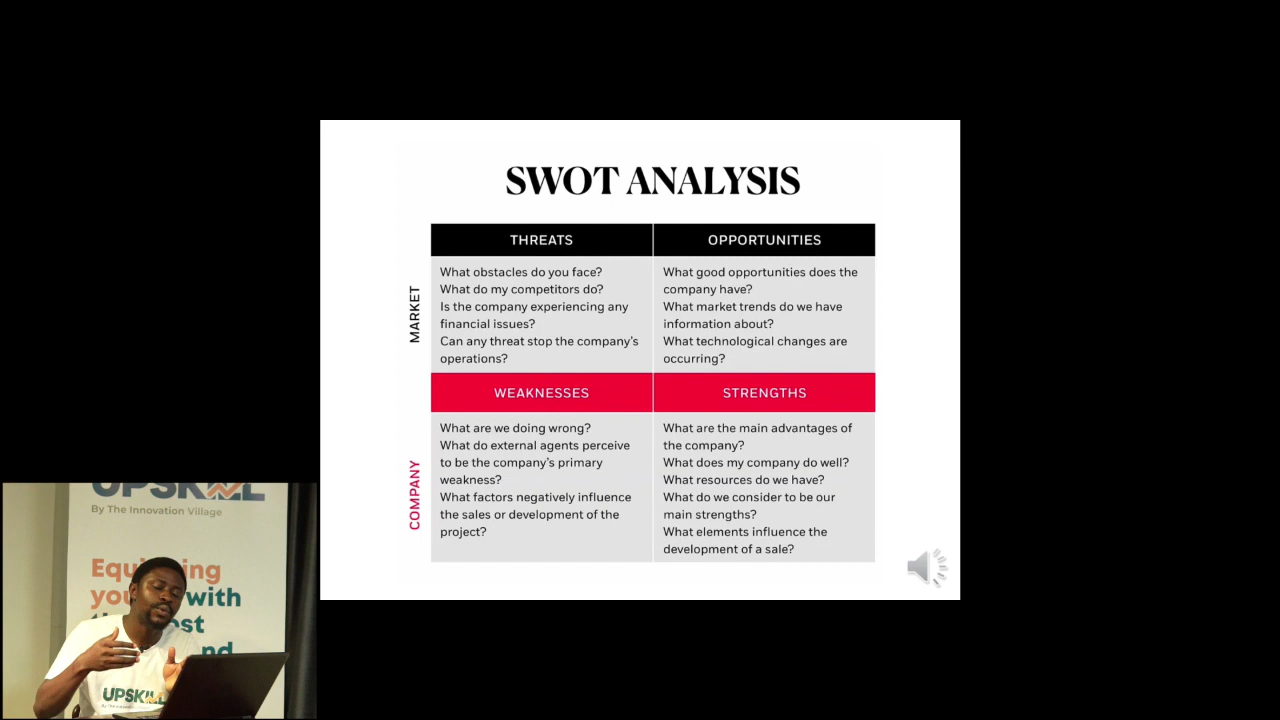 SWOT ANALYSIS
MARKET
THREATS
What obstacles do you face?
What do my competitors do?
Is the company experiencing any
financial issues?
Can any threat stop the company's
operations?
OPPORTUNITIES
What good opportunities does the
company have?
What market trends do we have
information about?
What technological changes are
occurring?
COMPANY
WEAKNESSES
What are we doing wrong?
What do external agents perceive
to be the company's primary
weakness?
What factors negatively influence
the sales or development of the
project?
STRENGTHS
What are the main advantages of
the company?
What does my company do well?
What resources do we have?
What do we consider to be our
main strengths?
What elements influence the
development of a sale?
UPSKILL
By The Innovation Village
with
UPSKILL